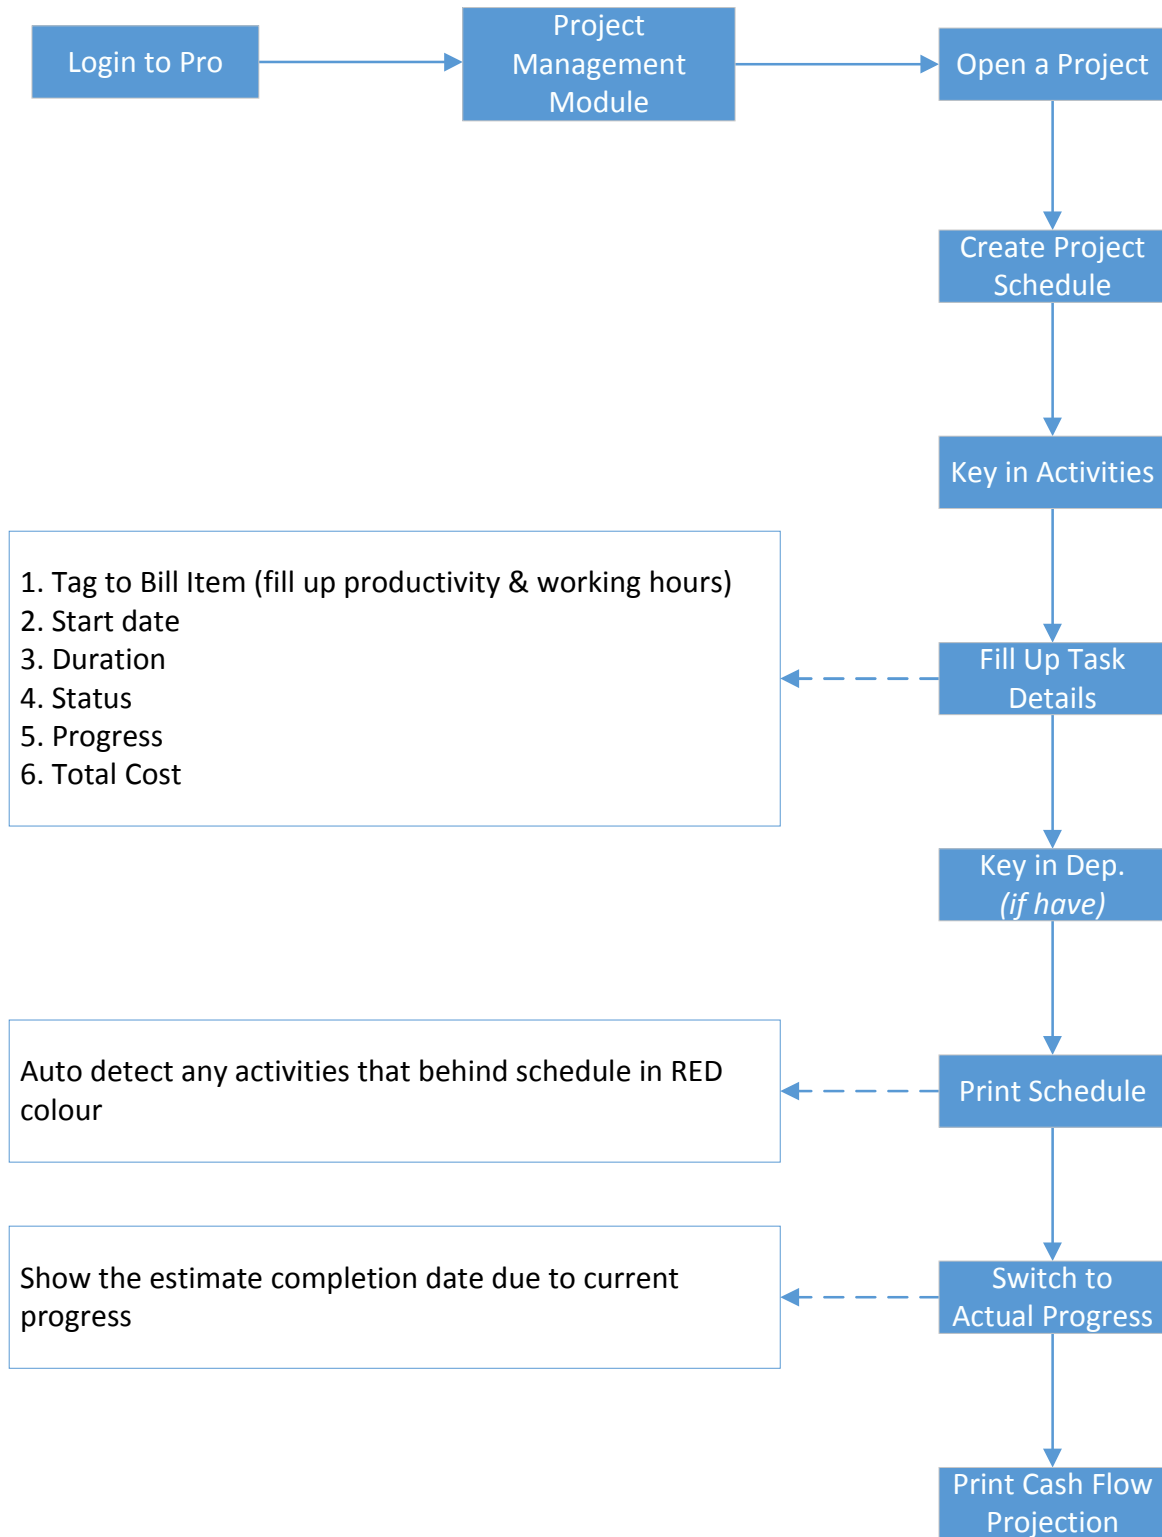 Login to Pro
Project
Management
Module
Open a Project
Create Project
Schedule
Key in Activities
1. Tag to Bill Item (fill up productivity & working hours)
2. Start date
3. Duration
4. Status
5. Progress
6. Total Cost
Fill Up Task
Details
Key in Dep.
(if have)
Auto detect any activities that behind schedule in RED
colour
Print Schedule
Show the estimate completion date due to current
progress
Switch to
Actual Progress
Print Cash Flow
Projection